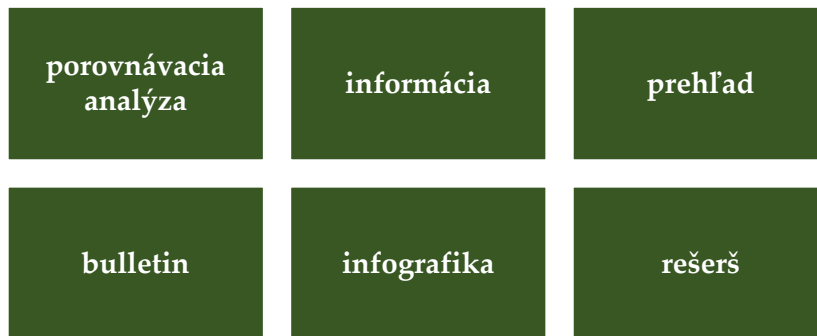 porovnávacia
analýza
informácia
prehľad
bulletin
infografika
rešerš